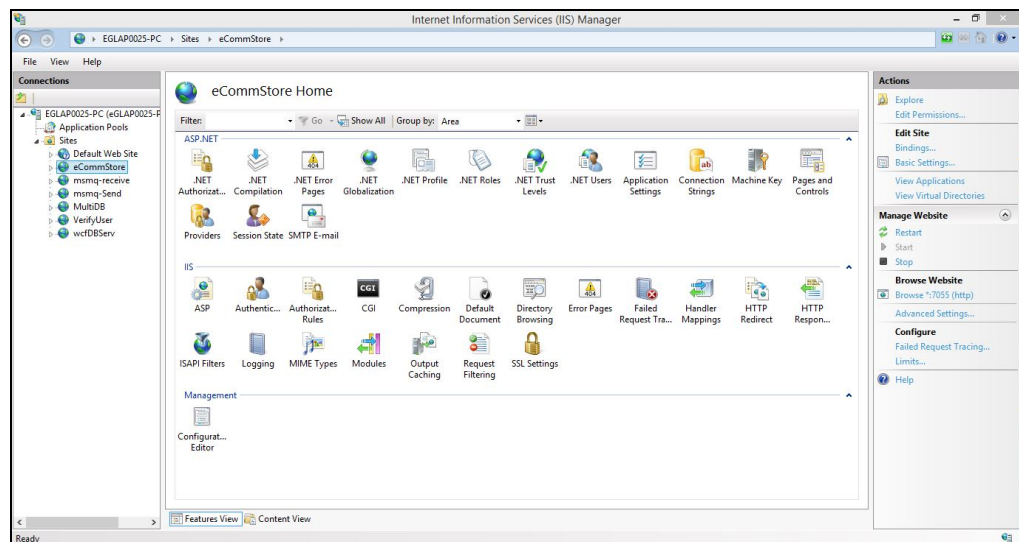 Internet Information Services (IIS) Manager
EGLAP0025-PC Sites eCommStore
File View Help
Connections
EGLAP0025-PC (eGLAP0025-P
Application Pools
Sites
Default Web Site
eCommStore
msmq-receive
msmq-Send
MultiDB
VerifyUser
wcfDBServ
eCommStore Home
Filter: Go Show All Group by: Area
ASP.NET
.NET Authorizat...
.NET Compilation
.NET Error Pages
.NET Globalization
.NET Profile
.NET Roles
.NET Trust Levels
.NET Users
Application Settings
Connection Strings
Machine Key
Pages and Controls
Providers
Session State
SMTP E-mail
IIS
ASP
Authentic...
Authorizat... Rules
CGI
Compression
Default Document
Directory Browsing
Error Pages
Failed Request Tra...
Handler Mappings
HTTP Redirect
HTTP Respon...
ISAPI Filters
Logging
MIME Types
Modules
Output Caching
Request Filtering
SSL Settings
Management
Configurat... Editor
Features View Content View
Actions
Explore
Edit Permissions...
Edit Site
Bindings...
Basic Settings...
View Applications
View Virtual Directories
Manage Website
Restart
Start
Stop
Browse Website
Browse *:7055 (http)
Advanced Settings...
Configure
Failed Request Tracing...
Limits...
Help
Ready